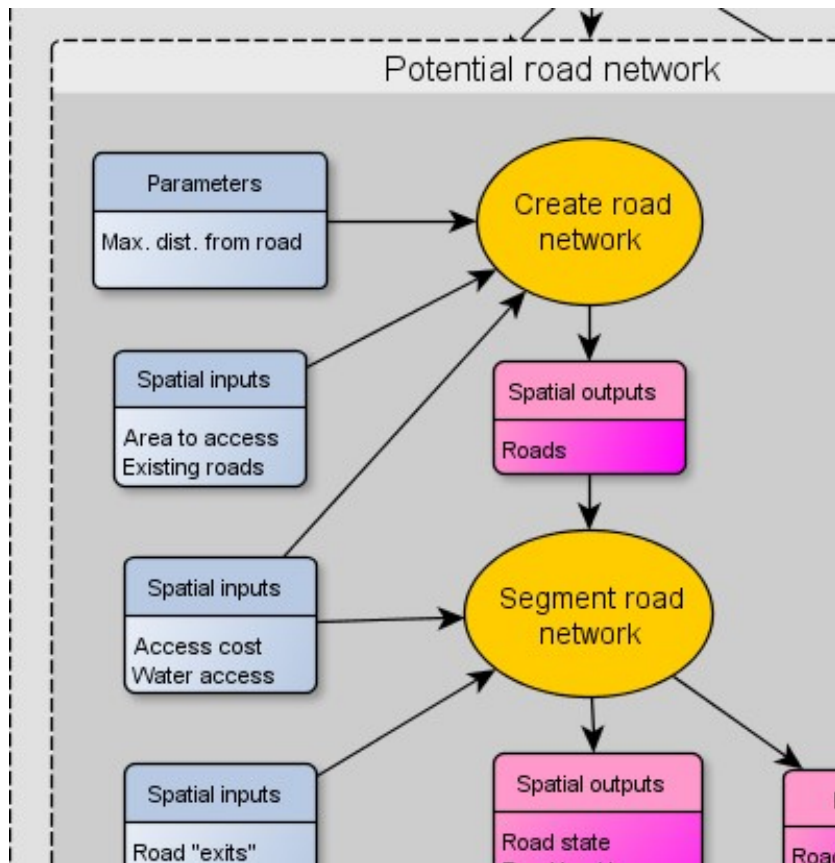 Potential road network
Parameters
Max. dist. from road
Create road
network
Spatial inputs
Area to access
Existing roads
Spatial outputs
Roads
Spatial inputs
Access cost
Water access
Segment road
network
Spatial inputs
Road "exits"
Spatial outputs
Road state